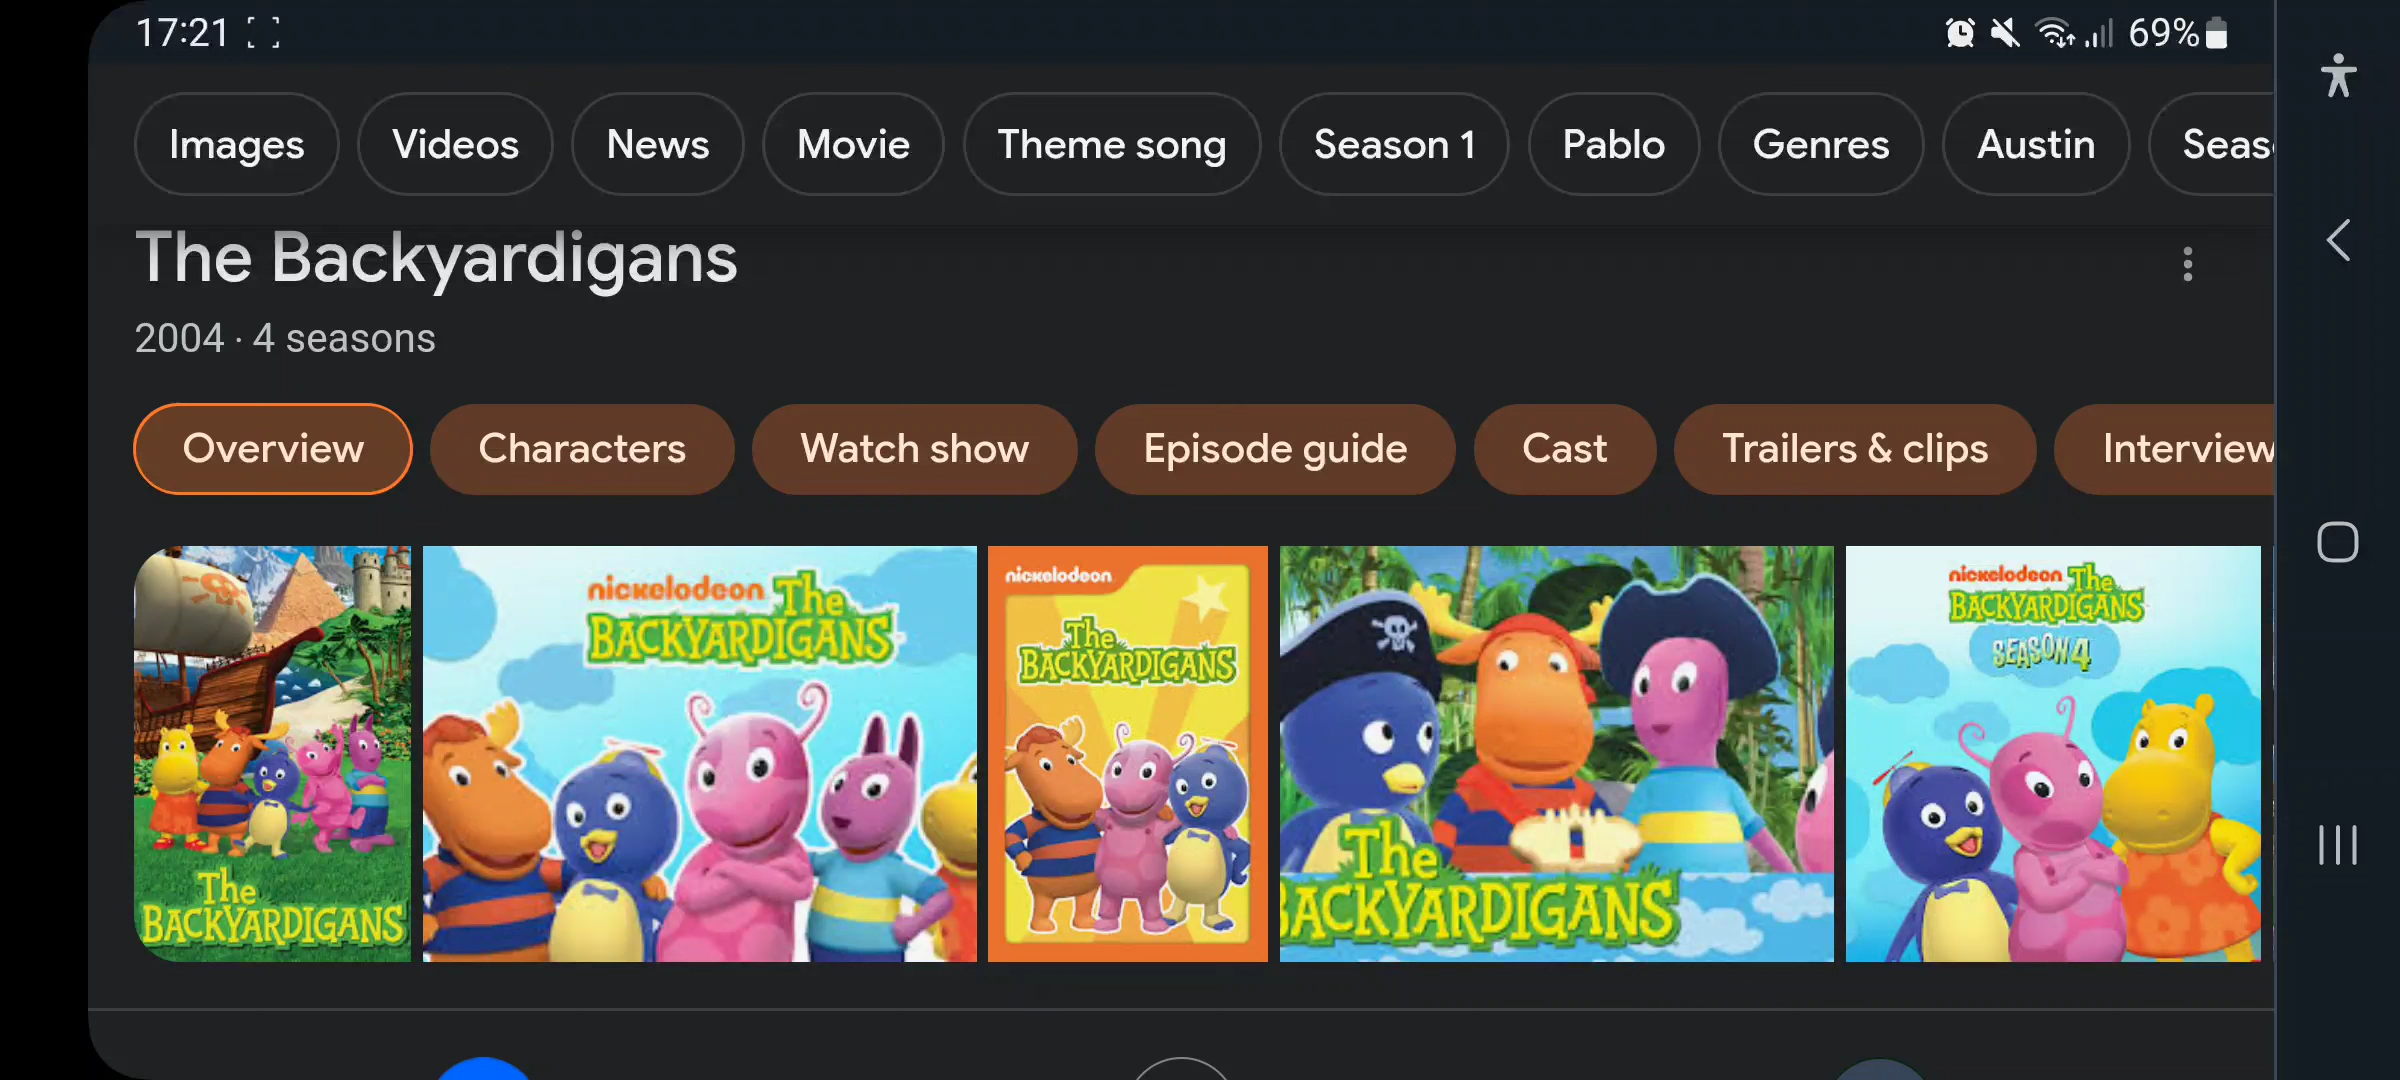 17:21 69%
Images Videos News Movie Theme song Season 1 Pablo Genres Austin Seas
The Backyardigans
2004 · 4 seasons
Overview Characters Watch show Episode guide Cast Trailers & clips Interview
The
BACKYARDIGANS
nickelodeon The
BACKYARDIGANS
nickelodeon
The
BACKYARDIGANS
The
BACKYARDIGANS
nickelodeon The
BACKYARDIGANS
SEASON 4